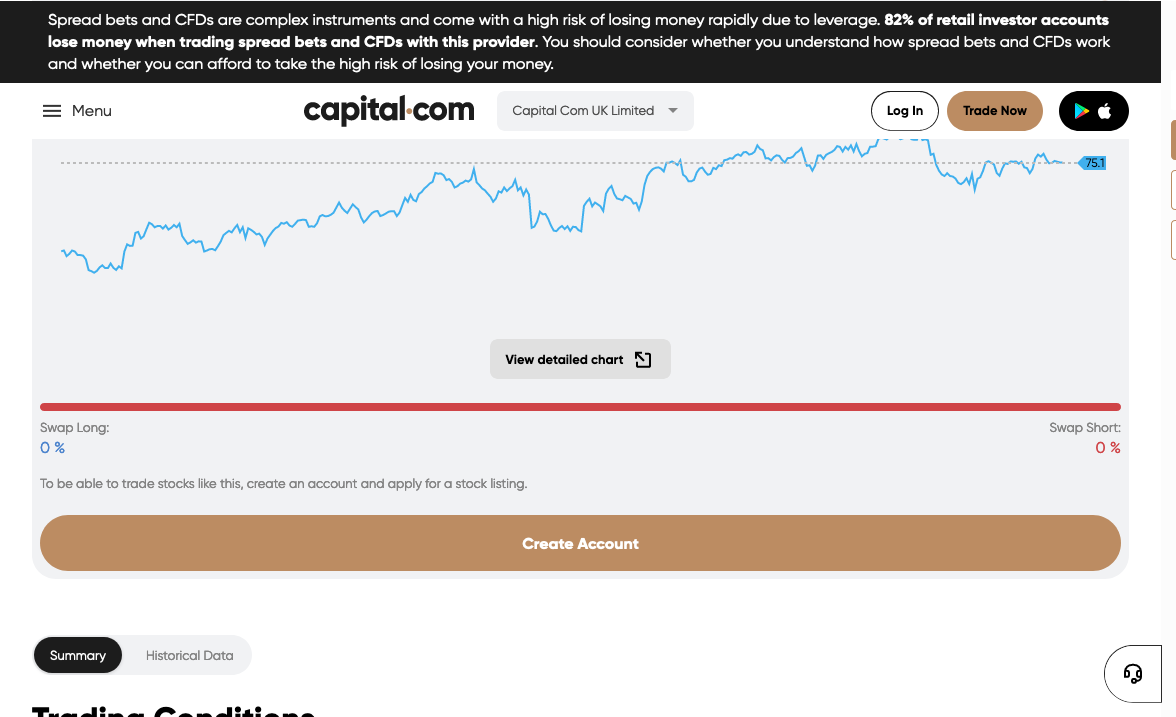 Spread bets and CFDs are complex instruments and come with a high risk of losing money rapidly due to leverage. 82% of retail investor accounts
lose money when trading spread bets and CFDs with this provider. You should consider whether you understand how spread bets and CFDs work
and whether you can afford to take the high risk of losing your money.
Menu
capital.com
Capital Com UK Limited
Log In
Trade Now
75.1
View detailed chart
Swap Long:
Swap Short:
0 %
0 %
To be able to trade stocks like this, create an account and apply for a stock listing.
Create Account
Summary
Historical Data
Trading Conditions